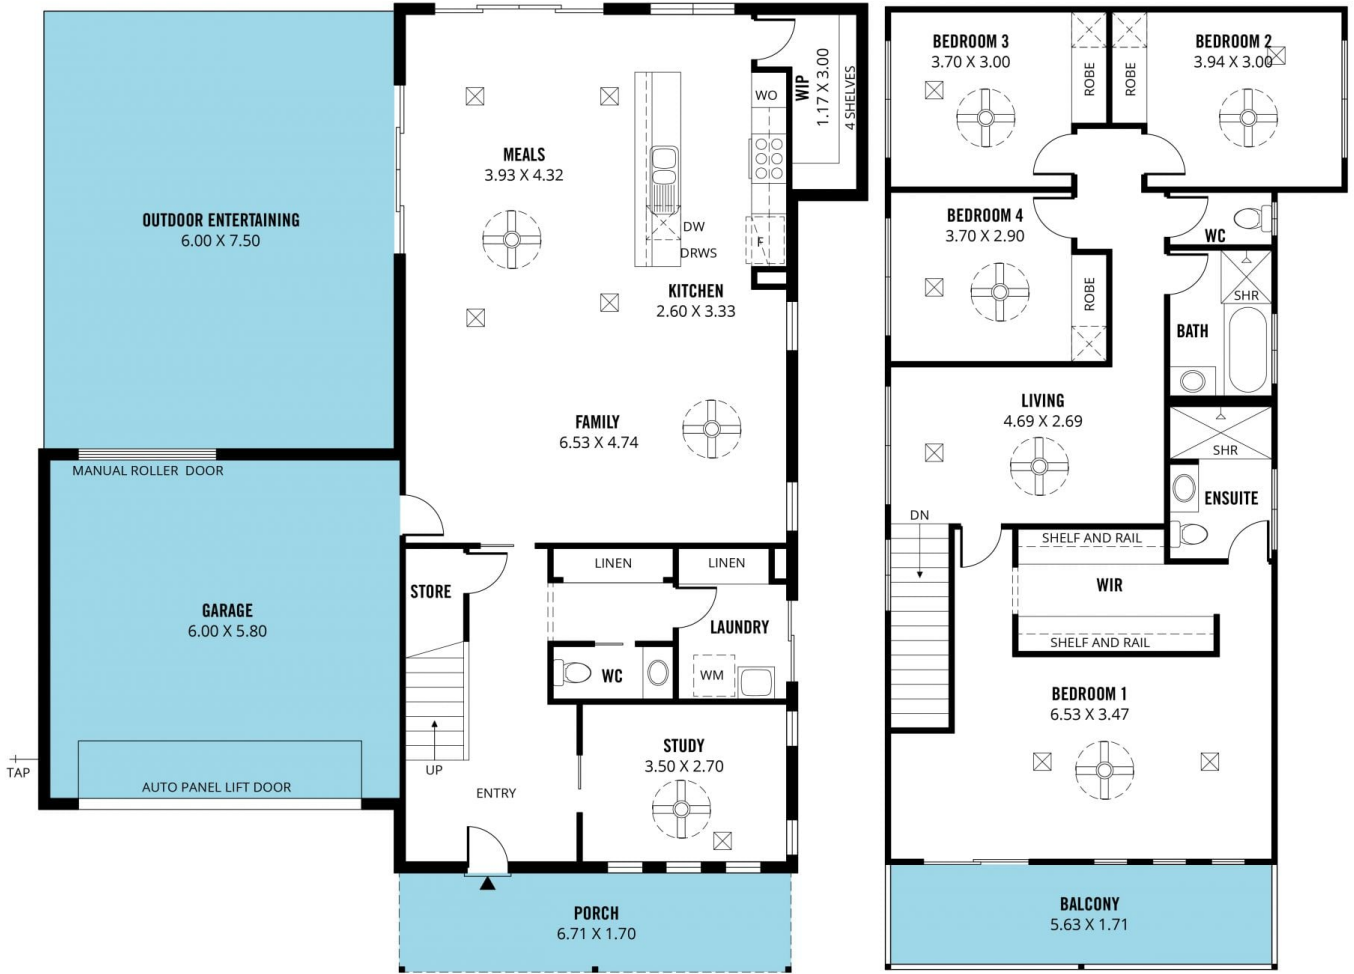 OUTDOOR ENTERTAINING
6.00 X 7.50
MANUAL ROLLER DOOR
GARAGE
6.00 X 5.80
AUTO PANEL LIFT DOOR
TAP
MEALS
3.93 X 4.32
WO
WIP
1.17 X 3.00
4 SHELVES
DW
DRWS
F
KITCHEN
2.60 X 3.33
FAMILY
6.53 X 4.74
STORE
LINEN
LINEN
LAUNDRY
WC
WM
UP
ENTRY
STUDY
3.50 X 2.70
PORCH
6.71 X 1.70
BEDROOM 3
3.70 X 3.00
ROBE
ROBE
BEDROOM 2
3.94 X 3.00
BEDROOM 4
3.70 X 2.90
ROBE
WC
SHR
BATH
LIVING
4.69 X 2.69
SHR
ENSUITE
DN
SHELF AND RAIL
WIR
SHELF AND RAIL
BEDROOM 1
6.53 X 3.47
BALCONY
5.63 X 1.71